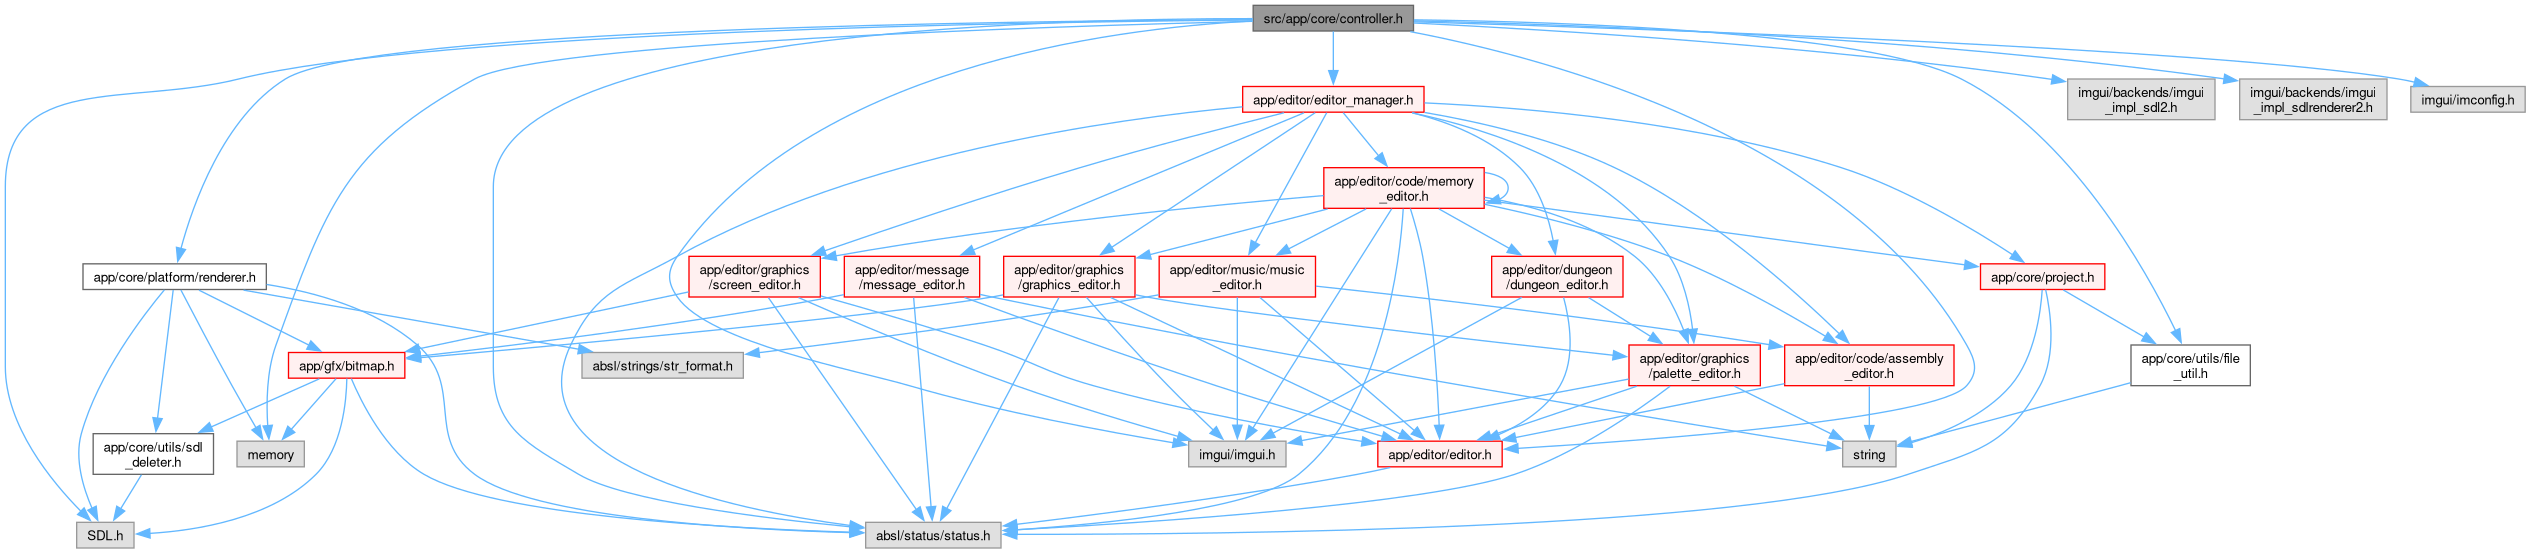 src/app/core/controller.h
app/editor/editor_manager.h
imgui/backends/imgui
_impl_sdl2.h
imgui/backends/imgui
_impl_sdlrenderer2.h
imgui/imconfig.h
app/editor/code/memory
_editor.h
app/core/platform/renderer.h
app/editor/graphics
/screen_editor.h
app/editor/message
/message_editor.h
app/editor/graphics
/graphics_editor.h
app/editor/music/music
_editor.h
app/editor/dungeon
/dungeon_editor.h
app/core/project.h
app/gfx/bitmap.h
absl/strings/str_format.h
app/editor/graphics
/palette_editor.h
app/editor/code/assembly
_editor.h
app/core/utils/file
_util.h
app/core/utils/sdl
_deleter.h
memory
imgui/imgui.h
app/editor/editor.h
string
SDL.h
absl/status/status.h